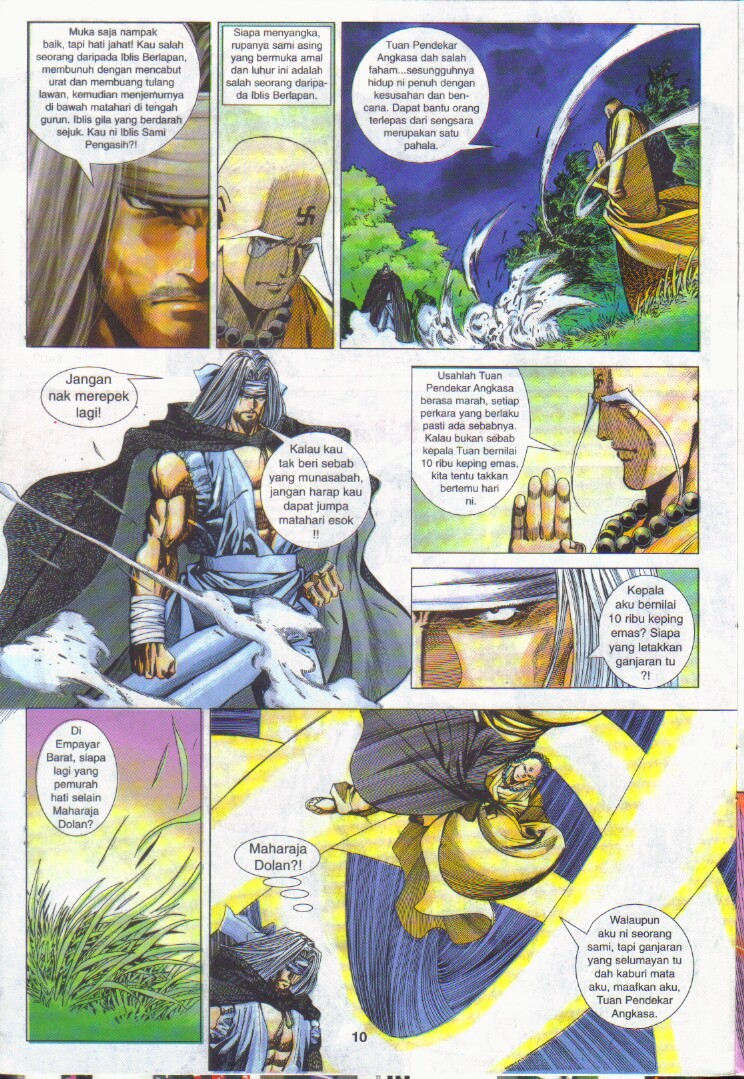 Muka saja nampak
baik, tapi hati jahat! Kau salah
seorang daripada Iblis Berlapan,
membunuh dengan mencabut
urat dan membuang tulang
lawan, kemudian menjemurnya
di bawah matahari di tengah
gurun. Iblis gila yang berdarah
sejuk. Kau ni Iblis Sami
Pengasih?!
Siapa menyangka,
rupanya sami asing
yang bermuka amal
dan luhur ini adalah
salah seorang daripa-
da Iblis Berlapan.
Tuan Pendekar
Angkasa dah salah
faham...sesungguhnya
hidup ni penuh dengan
kesusahan dan ben-
cana. Dapat bantu orang
terlepas dari sengsara
merupakan satu
pahala.
Jangan
nak merepek
lagi!
Kalau kau
tak beri sebab
yang munasabah,
jangan harap kau
dapat jumpa
matahari esok
!!
Usahlah Tuan
Pendekar Angkasa
berasa marah, setiap
perkara yang berlaku
pasti ada sebabnya.
Kalau bukan sebab
kepala Tuan bernilai
10 ribu keping emas,
kita tentu takkan
bertemu hari
ni.
Kepala
aku bernilai
10 ribu keping
emas? Siapa
yang letakkan
ganjaran tu
?!
Di
Empayar
Barat, siapa
lagi yang
pemurah
hati selain
Maharaja
Dolan?
Maharaja
Dolan?!
Walaupun
aku ni seorang
sami, tapi ganjaran
yang selumayan tu
dah kaburi mata
aku, maafkan aku,
Tuan Pendekar
Angkasa.
10